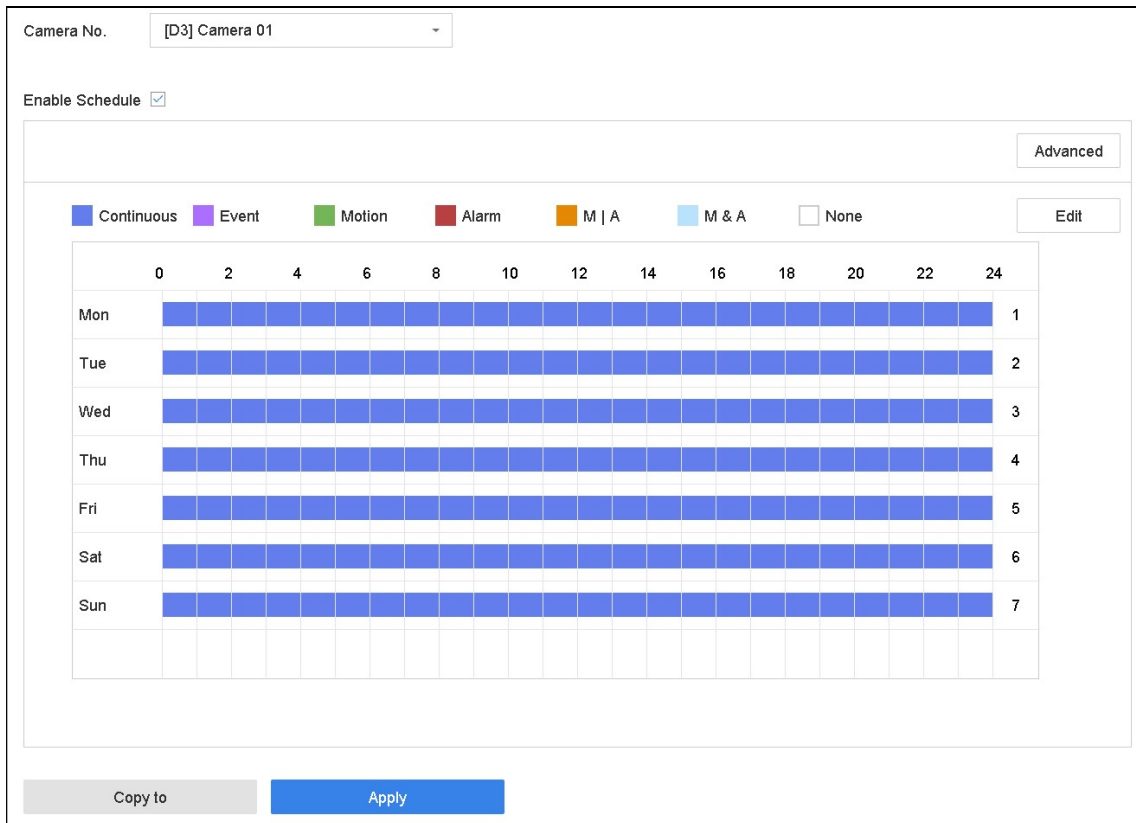 Camera No. [D3] Camera 01
Enable Schedule
Advanced
Continuous Event Motion Alarm M | A M & A None Edit
0 2 4 6 8 10 12 14 16 18 20 22 24
Mon 1
Tue 2
Wed 3
Thu 4
Fri 5
Sat 6
Sun 7
Copy to Apply